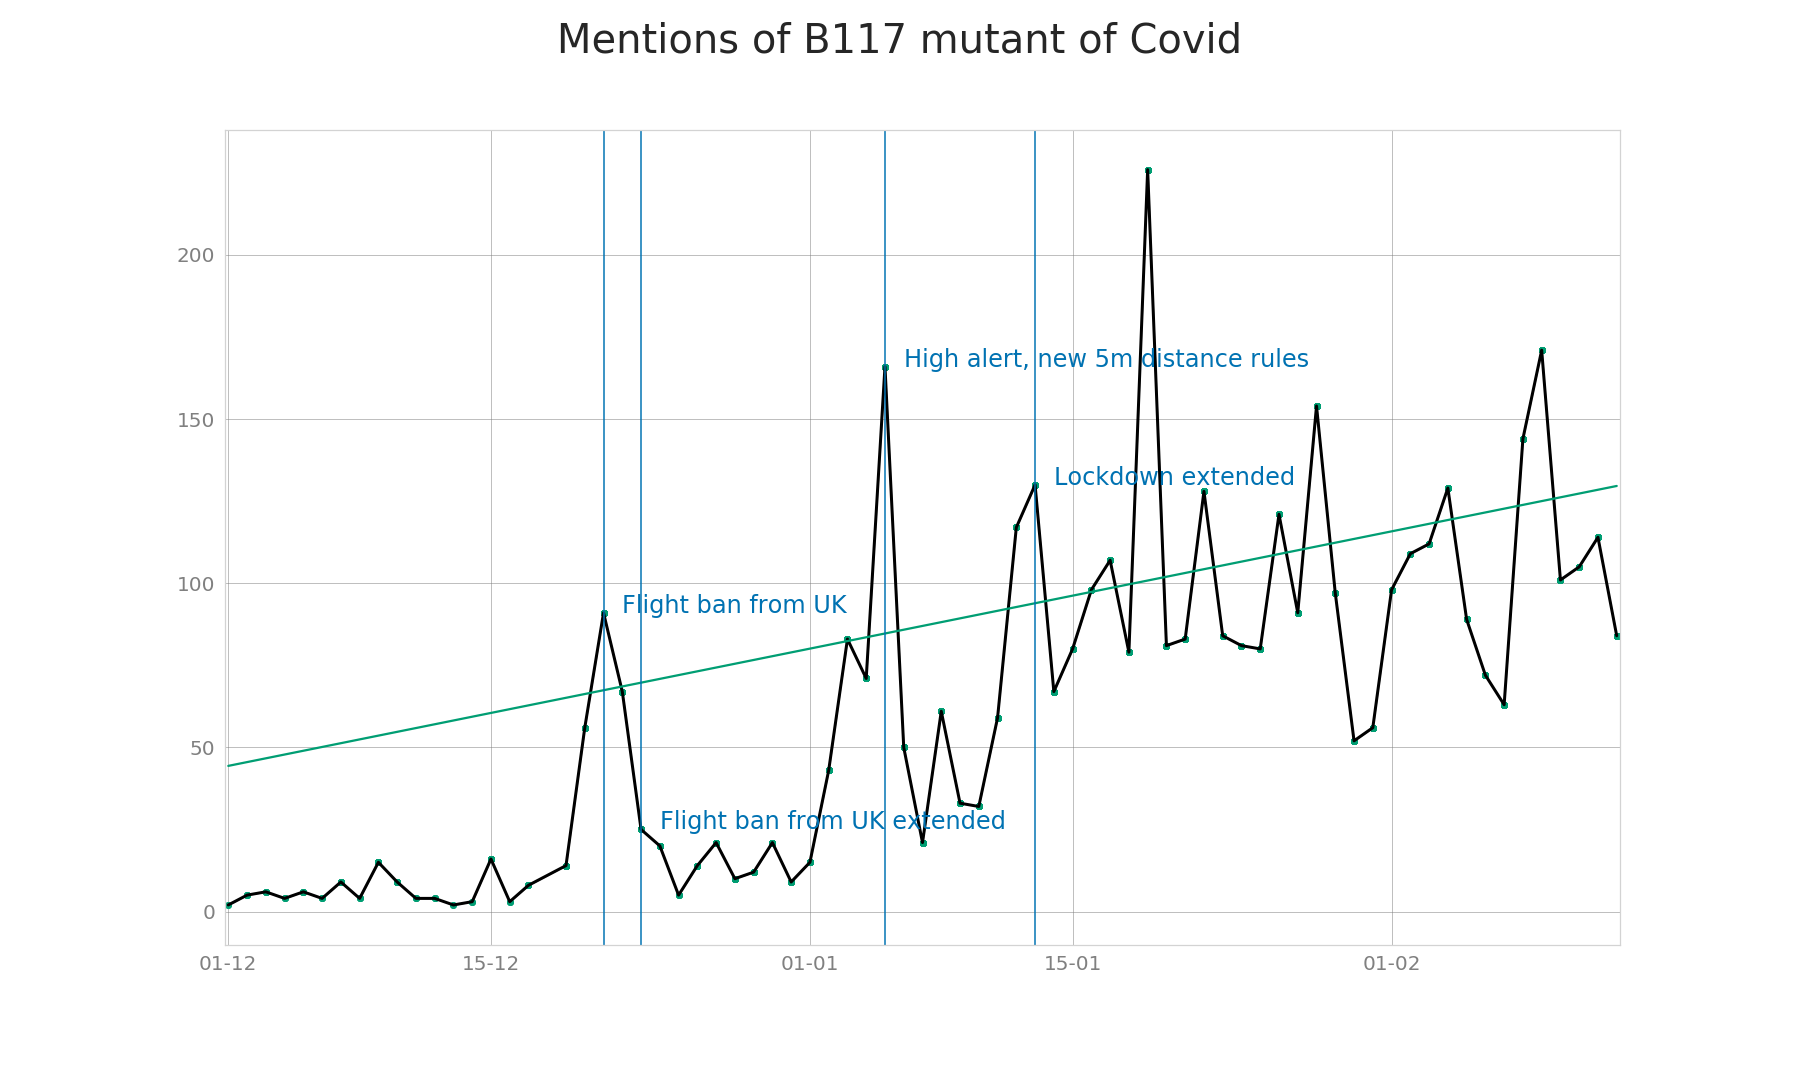 Mentions of B117 mutant of Covid
200
150
100
50
0
High alert, new 5m distance rules
Lockdown extended
Flight ban from UK
Flight ban from UK extended
01-12
15-12
01-01
15-01
01-02